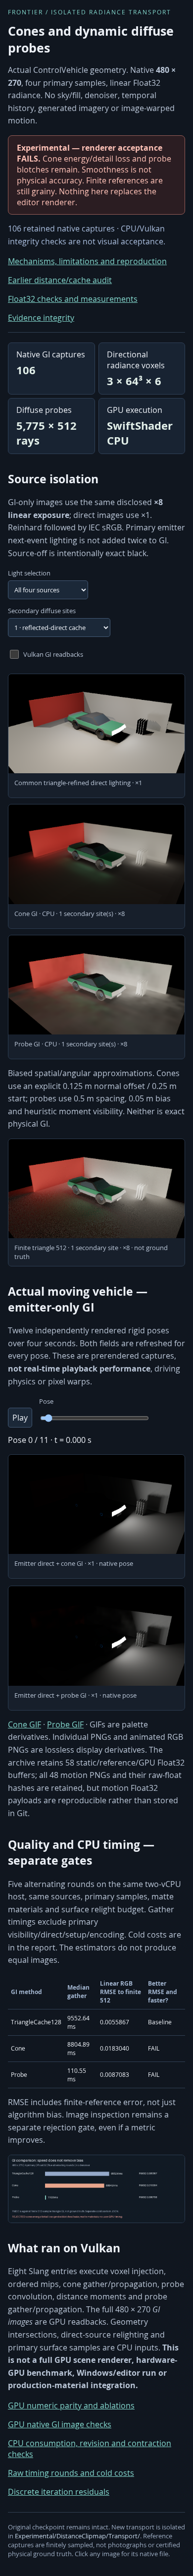 FRONTIER / ISOLATED RADIANCE TRANSPORT
Cones and dynamic diffuse
probes
Actual ControlVehicle geometry. Native 480 ×
270, four primary samples, linear Float32
radiance. No sky/fill, denoiser, temporal
history, generated imagery or image-warped
motion.
Experimental — renderer acceptance
FAILS. Cone energy/detail loss and probe
blotches remain. Smoothness is not
physical accuracy. Finite references are
still grainy. Nothing here replaces the
editor renderer.
106 retained native captures · CPU/Vulkan
integrity checks are not visual acceptance.
Mechanisms, limitations and reproduction
Earlier distance/cache audit
Float32 checks and measurements
Evidence integrity
Native GI captures
106
Directional
radiance voxels
3 × 64³ × 6
Diffuse probes
5,775 × 512
rays
GPU execution
SwiftShader
CPU
Source isolation
GI-only images use the same disclosed ×8
linear exposure; direct images use ×1.
Reinhard followed by IEC sRGB. Primary emitter
next-event lighting is not added twice to GI.
Source-off is intentionally exact black.
Light selection
All four sources
Secondary diffuse sites
1 · reflected-direct cache
Vulkan GI readbacks
Common triangle-refined direct lighting · ×1
Cone GI · CPU · 1 secondary site(s) · ×8
Probe GI · CPU · 1 secondary site(s) · ×8
Biased spatial/angular approximations. Cones
use an explicit 0.125 m normal offset / 0.25 m
start; probes use 0.5 m spacing, 0.05 m bias
and heuristic moment visibility. Neither is exact
physical GI.
Finite triangle 512 · 1 secondary site · ×8 · not ground
truth
Actual moving vehicle —
emitter-only GI
Twelve independently rendered rigid poses
over four seconds. Both fields are refreshed for
every pose. These are prerendered captures,
not real-time playback performance, driving
physics or pixel warps.
Pose
Play
Pose 0 / 11 · t = 0.000 s
Emitter direct + cone GI · ×1 · native pose
Emitter direct + probe GI · ×1 · native pose
Cone GIF · Probe GIF · GIFs are palette
derivatives. Individual PNGs and animated RGB
PNGs are lossless display derivatives. The
archive retains 58 static/reference/GPU Float32
buffers; all 48 motion PNGs and their raw-float
hashes are retained, but motion Float32
payloads are reproducible rather than stored
in Git.
Quality and CPU timing —
separate gates
Five alternating rounds on the same two-vCPU
host, same sources, primary samples, matte
materials and surface relight budget. Gather
timings exclude primary
visibility/direct/setup/encoding. Cold costs are
in the report. The estimators do not produce
equal images.
GI method Median gather Linear RGB RMSE to finite 512 Better RMSE and faster?
TriangleCache128 9552.64 ms 0.0055867 Baseline
Cone 8804.89 ms 0.0183040 FAIL
Probe 110.55 ms 0.0087083 FAIL
RMSE includes finite-reference error, not just
algorithm bias. Image inspection remains a
separate rejection gate, even if a metric
improves.
What ran on Vulkan
Eight Slang entries execute voxel injection,
ordered mips, cone gather/propagation, probe
convolution, distance moments and probe
gather/propagation. The full 480 × 270 GI
images are GPU readbacks. Geometry
intersections, direct-source relighting and
primary surface samples are CPU inputs. This
is not a full GPU scene renderer, hardware-
GPU benchmark, Windows/editor run or
production-material integration.
GPU numeric parity and ablations
GPU native GI image checks
CPU consumption, revision and contraction
checks
Raw timing rounds and cold costs
Discrete iteration residuals
Original checkpoint remains intact. New transport is isolated
in Experimental/DistanceClipmap/Transport/. Reference
captures are finitely sampled, not photographs or certified
physical ground truth. Click any image for its native file.